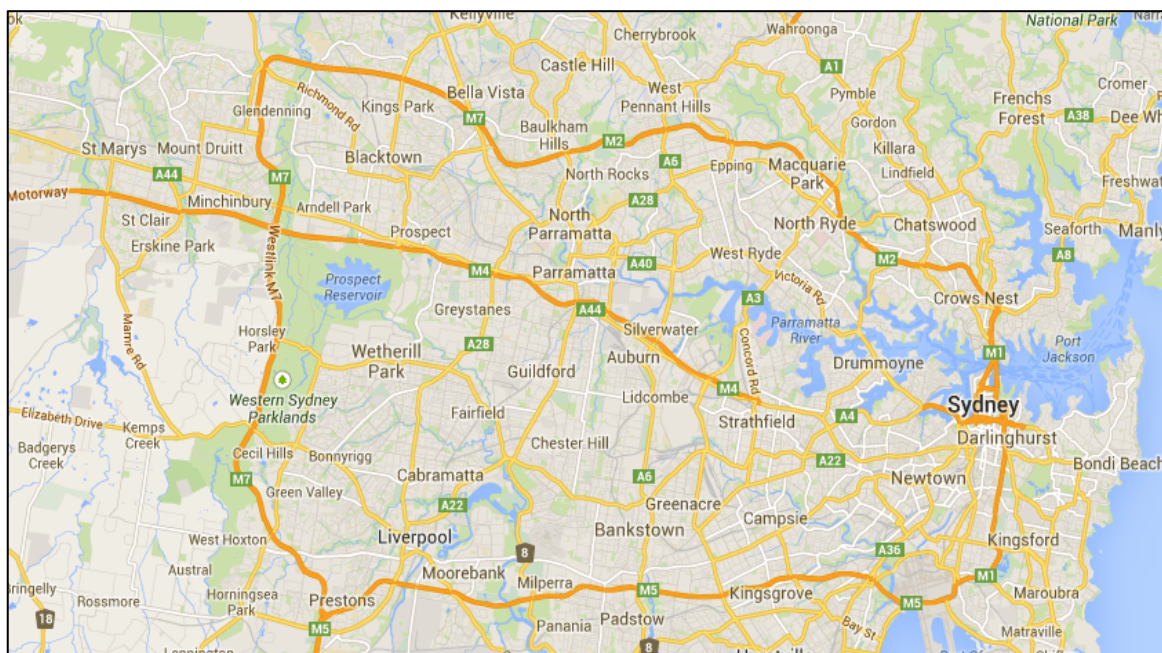 Kellyville
Cherrybrook
Wahroonga
National Park
A1
Castle Hill
Pymble
Cromer
Bella Vista
West
Pennant Hills
Frenchs
Forest
Glendenning
Richmond Rd
Kings Park
M7
Gordon
A38
Dee Wh
Baulkham
Hills
M2
Killara
St Marys
Mount Druitt
Blacktown
A6
Epping
Macquarie
Park
Lindfield
A44
M7
North Rocks
Freshwat
Motorway
Minchinbury
Arndell Park
A28
North
Parramatta
North Ryde
Chatswood
St Clair
Prospect
Seaforth
Manly
Erskine Park
Westlink M7
West Ryde
M2
A8
M4
Parramatta
A40
Prospect
Reservoir
Victoria Rd
A3
Crows Nest
Greystanes
A44
Silverwater
Parramatta
River
Mamre Rd
Horsley
Park
A28
Auburn
Concord Rd
M1
Port
Jackson
Wetherill
Park
Guildford
Drummoyne
M4
Lidcombe
Western Sydney
Parklands
Sydney
Elizabeth Drive
Kemps
Creek
Fairfield
Strathfield
A4
Badgerys
Creek
Chester Hill
Darlinghurst
Cecil Hills
Bonnyrigg
A22
Bondi Beach
M7
Cabramatta
A6
Newtown
Green Valley
A22
Greenacre
Campsie
West Hoxton
Liverpool
Bankstown
8
A36
Kingsford
Austral
Moorebank
Milperra
M5
Kingsgrove
M1
Bringelly
Rossmore
Horningsea
Park
Prestons
M5
Maroubra
18
M5
Panania
Padstow
Bay St
Matraville
8